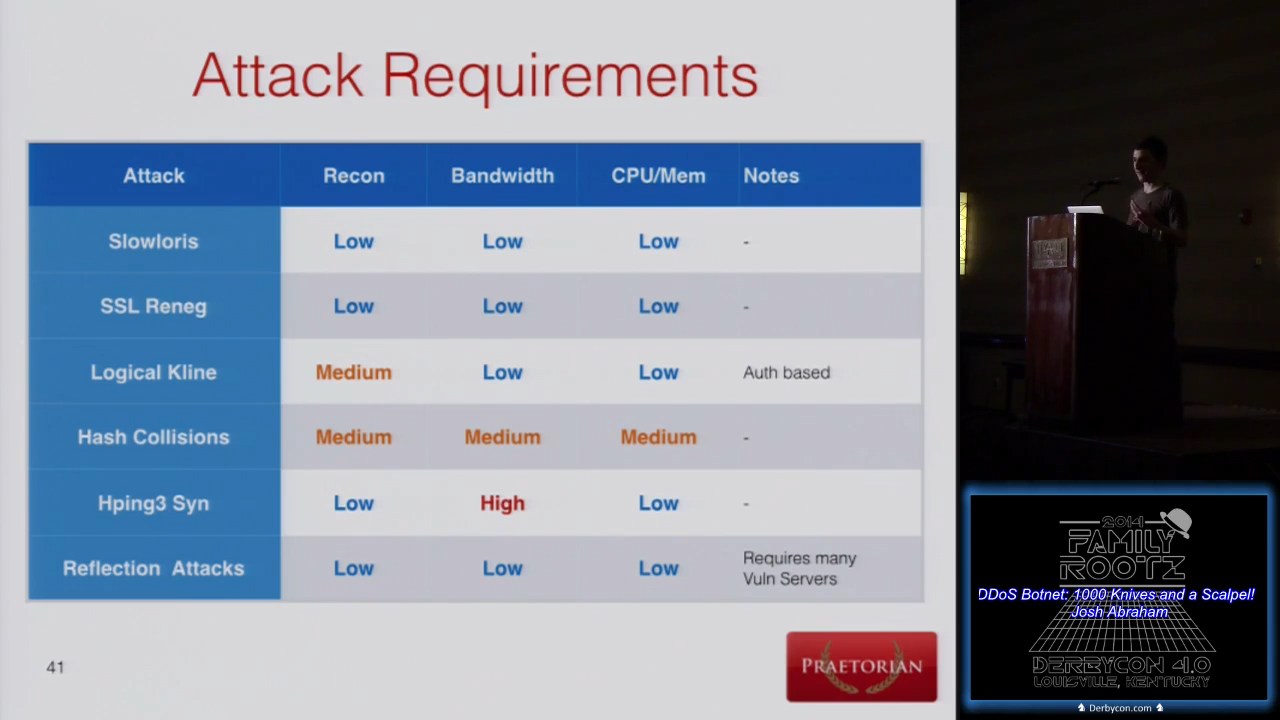 Attack Requirements
Attack Recon Bandwidth CPU/Mem Notes
Slowloris Low Low Low -
SSL Reneg Low Low Low -
Logical Kline Medium Low Low Auth based
Hash Collisions Medium Medium Medium -
Hping3 Syn Low High Low -
Reflection Attacks Low Low Low Requires many
Vuln Servers
41
PRAETORIAN
2014
FAMILY
ROOTZ
DDoS Botnet: 1000 Knives and a Scalpel!
Josh Abraham
DERBYCON 4.0
LOUISVILLE, KENTUCKY
Derbycon.com